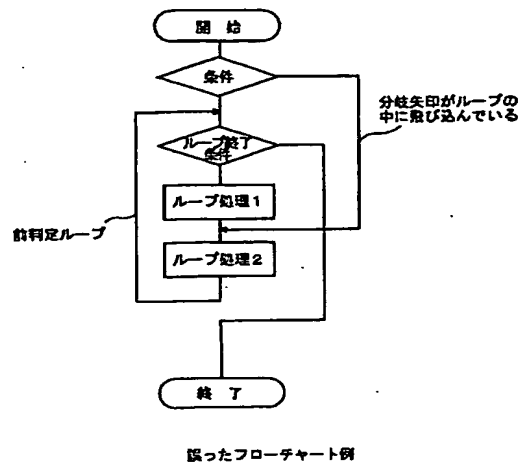 開 始
条件
分岐矢印がループの
中に飛び込んでいる
ループ終了
条件
ループ処理1
前判定ループ
ループ処理2
終 了
誤ったフローチャート例